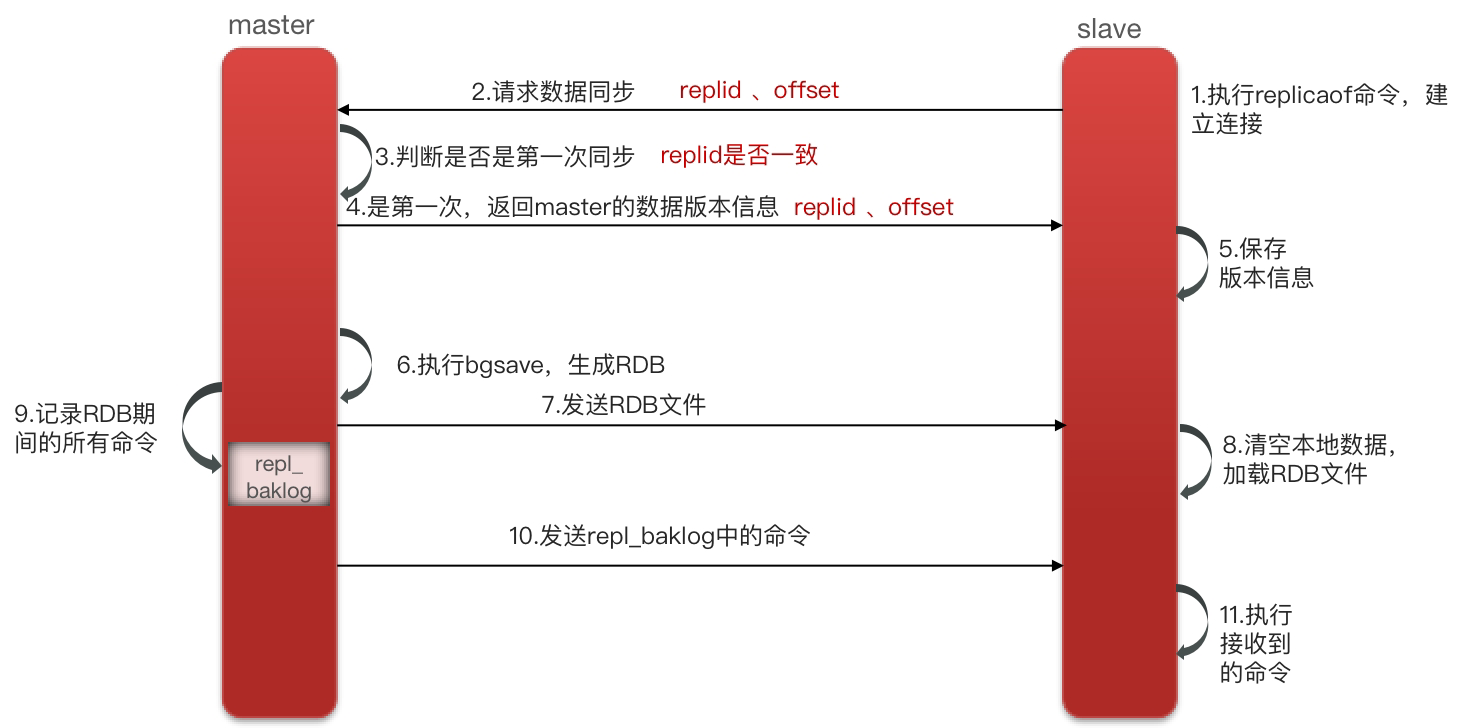 master
slave
2.请求数据同步 replid 、offset
1.执行replicaof命令，建
立连接
3.判断是否是第一次同步 replid是否一致
4.是第一次，返回master的数据版本信息 replid 、offset
5.保存
版本信息
6.执行bgsave，生成RDB
7.发送RDB文件
9.记录RDB期
间的所有命令
repl_
baklog
8.清空本地数据，
加载RDB文件
10.发送repl_baklog中的命令
11.执行
接收到
的命令